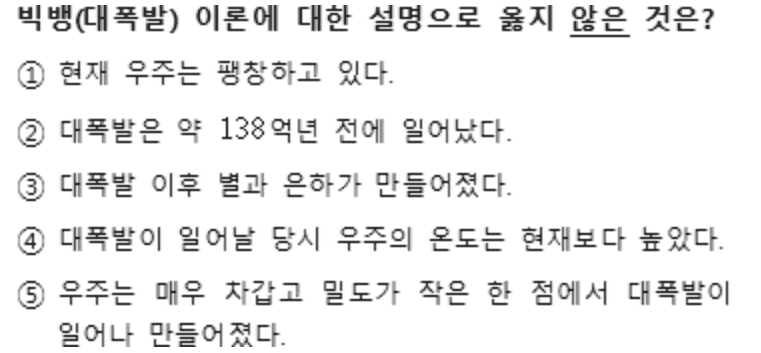 빅뱅(대폭발) 이론에 대한 설명으로 옳지 않은 것은?
① 현재 우주는 팽창하고 있다.
② 대폭발은 약 138억년 전에 일어났다.
③ 대폭발 이후 별과 은하가 만들어졌다.
④ 대폭발이 일어날 당시 우주의 온도는 현재보다 높았다.
⑤ 우주는 매우 차갑고 밀도가 작은 한 점에서 대폭발이
일어나 만들어졌다.